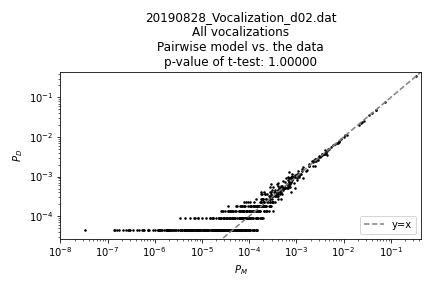 20190828_Vocalization_d02.dat
All vocalizations
Pairwise model vs. the data
p-value of t-test: 1.00000
10⁻¹
10⁻²
10⁻³
10⁻⁴
P_D
y=x
10⁻⁸ 10⁻⁷ 10⁻⁶ 10⁻⁵ 10⁻⁴ 10⁻³ 10⁻² 10⁻¹
P_M